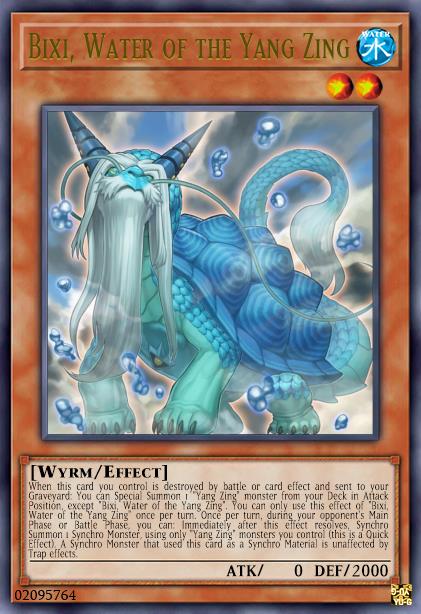 Bixi, Water of the Yang Zing
WATER
水
[Wyrm/Effect]
When this card you control is destroyed by battle or card effect and sent to your
Graveyard: You can Special Summon 1 "Yang Zing" monster from your Deck in Attack
Position, except "Bixi, Water of the Yang Zing". You can only use this effect of "Bixi,
Water of the Yang Zing" once per turn. Once per turn, during your opponent's Main
Phase or Battle Phase, you can: Immediately after this effect resolves, Synchro
Summon 1 Synchro Monster, using only "Yang Zing" monsters you control (this is a Quick
Effect). A Synchro Monster that used this card as a Synchro Material is unaffected by
Trap effects.
ATK/ 0 DEF/2000
02095764